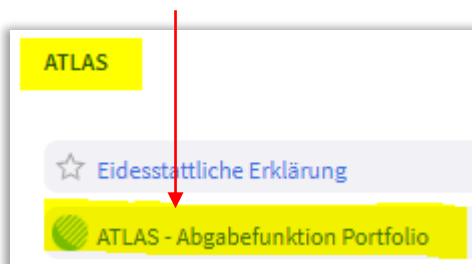 ATLAS
Eidesstattliche Erklärung
ATLAS - Abgabefunktion Portfolio